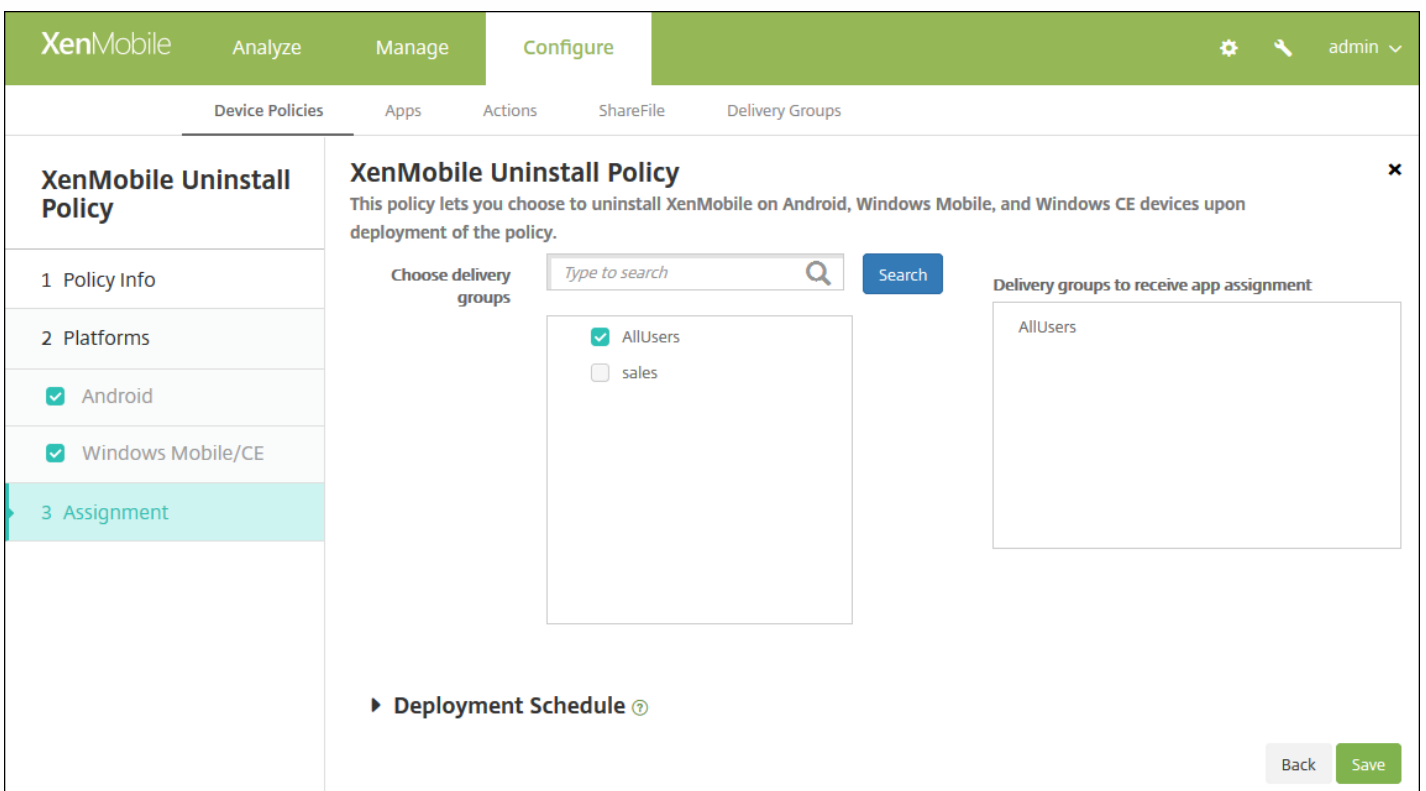 XenMobile Analyze Manage Configure admin
Device Policies Apps Actions ShareFile Delivery Groups
XenMobile Uninstall
Policy
1 Policy Info
2 Platforms
Android
Windows Mobile/CE
3 Assignment
XenMobile Uninstall Policy
This policy lets you choose to uninstall XenMobile on Android, Windows Mobile, and Windows CE devices upon
deployment of the policy.
Choose delivery
groups
Type to search
Search
AllUsers
sales
Delivery groups to receive app assignment
AllUsers
Deployment Schedule ?
Back Save